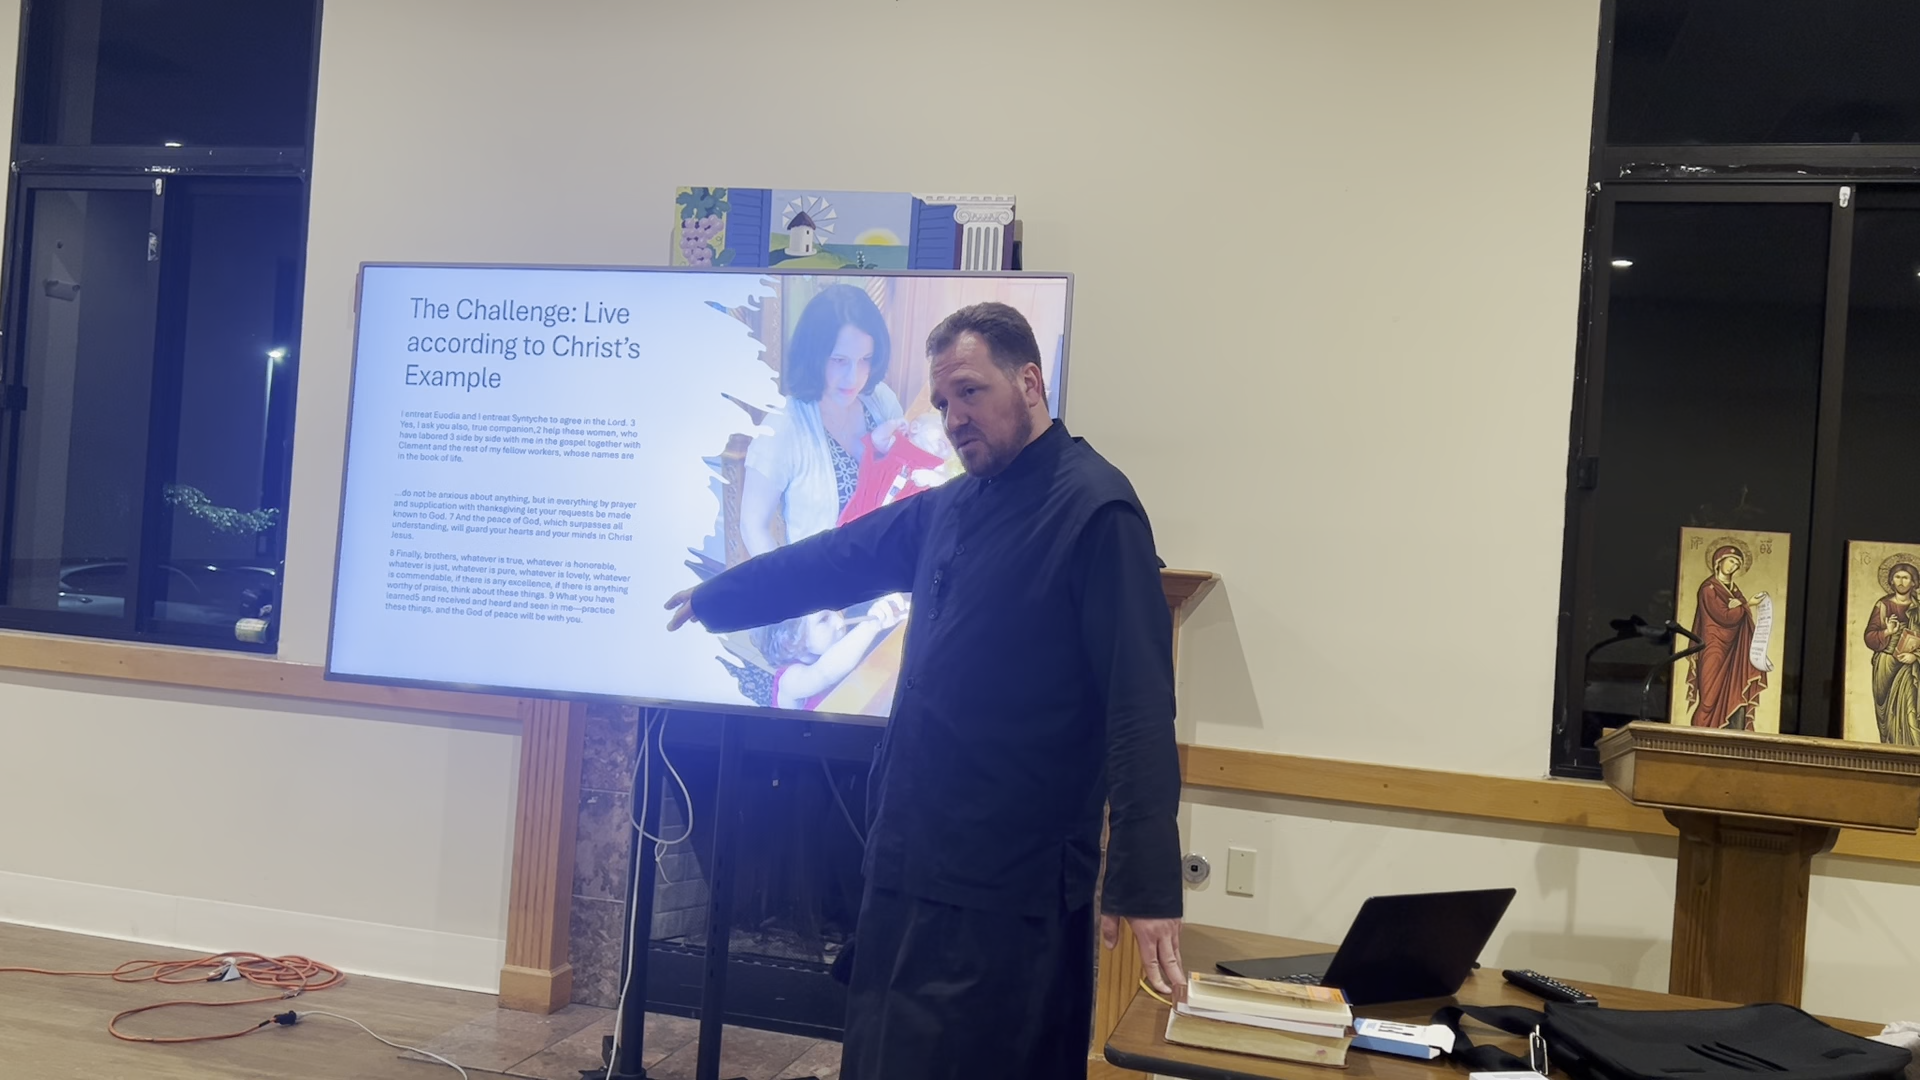 The Challenge: Live
according to Christ's
Example
I entreat Euodia and I entreat Syntyche to agree in the Lord. 3
Yes, I ask you also, true companion,2 help these women, who
have labored 3 side by side with me in the gospel together with
Clement and the rest of my fellow workers, whose names are
in the book of life.
...do not be anxious about anything, but in everything by prayer
and supplication with thanksgiving let your requests be made
known to God. 7 And the peace of God, which surpasses all
understanding, will guard your hearts and your minds in Christ
Jesus.
8 Finally, brothers, whatever is true, whatever is honorable,
whatever is just, whatever is pure, whatever is lovely, whatever
is commendable, if there is any excellence, if there is anything
worthy of praise, think about these things. 9 What you have
learned5 and received and heard and seen in me—practice
these things, and the God of peace will be with you.